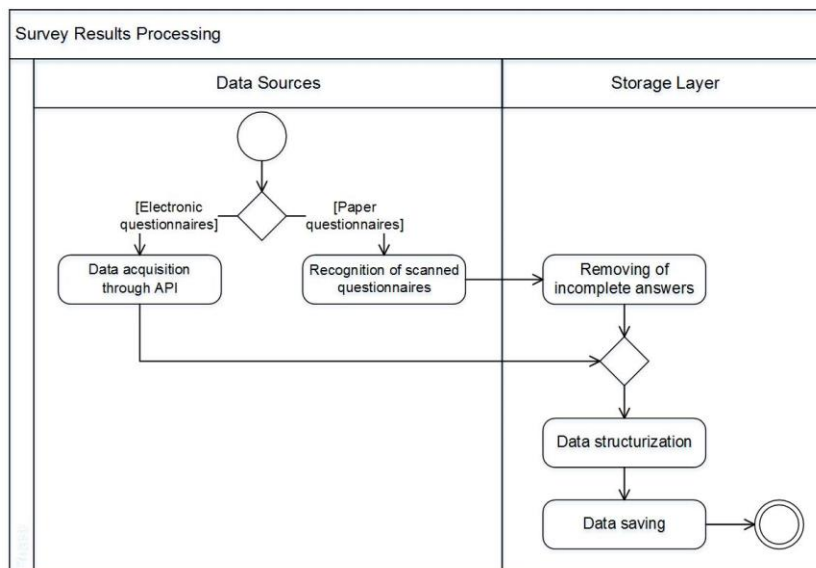 Survey Results Processing
Data Sources
Storage Layer
[Electronic
questionnaires]
[Paper
questionnaires]
Data acquisition
through API
Recognition of scanned
questionnaires
Removing of
incomplete answers
Data structurization
Data saving